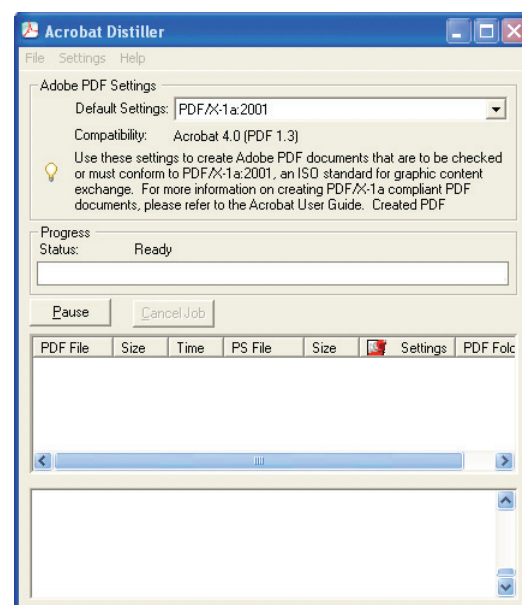 Acrobat Distiller
File Settings Help
Adobe PDF Settings
Default Settings: PDF/X-1a:2001
Compatibility: Acrobat 4.0 (PDF 1.3)
Use these settings to create Adobe PDF documents that are to be checked
or must conform to PDF/X-1a:2001, an ISO standard for graphic content
exchange. For more information on creating PDF/X-1a compliant PDF
documents, please refer to the Acrobat User Guide. Created PDF
Progress
Status: Ready
Pause Cancel Job
PDF File Size Time PS File Size Settings PDF Folc